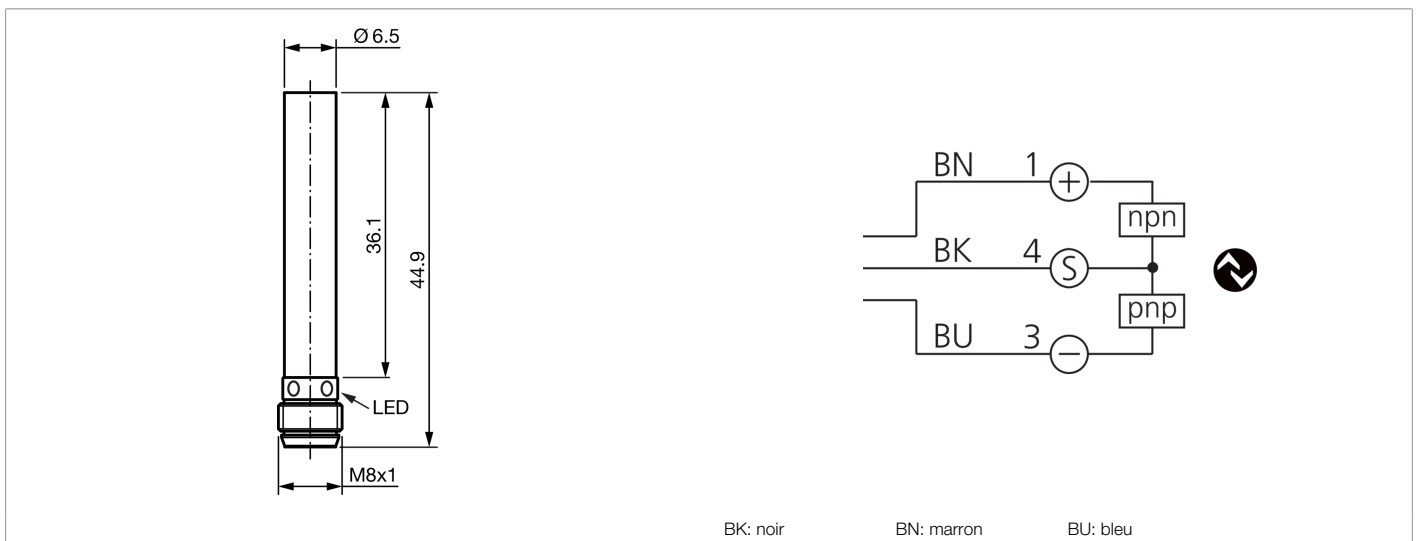 Ø 6.5
36.1
44.9
LED
M8x1
BN 1 +
npn
BK 4 S
pnp
BU 3 −
BK: noir BN: marron BU: bleu